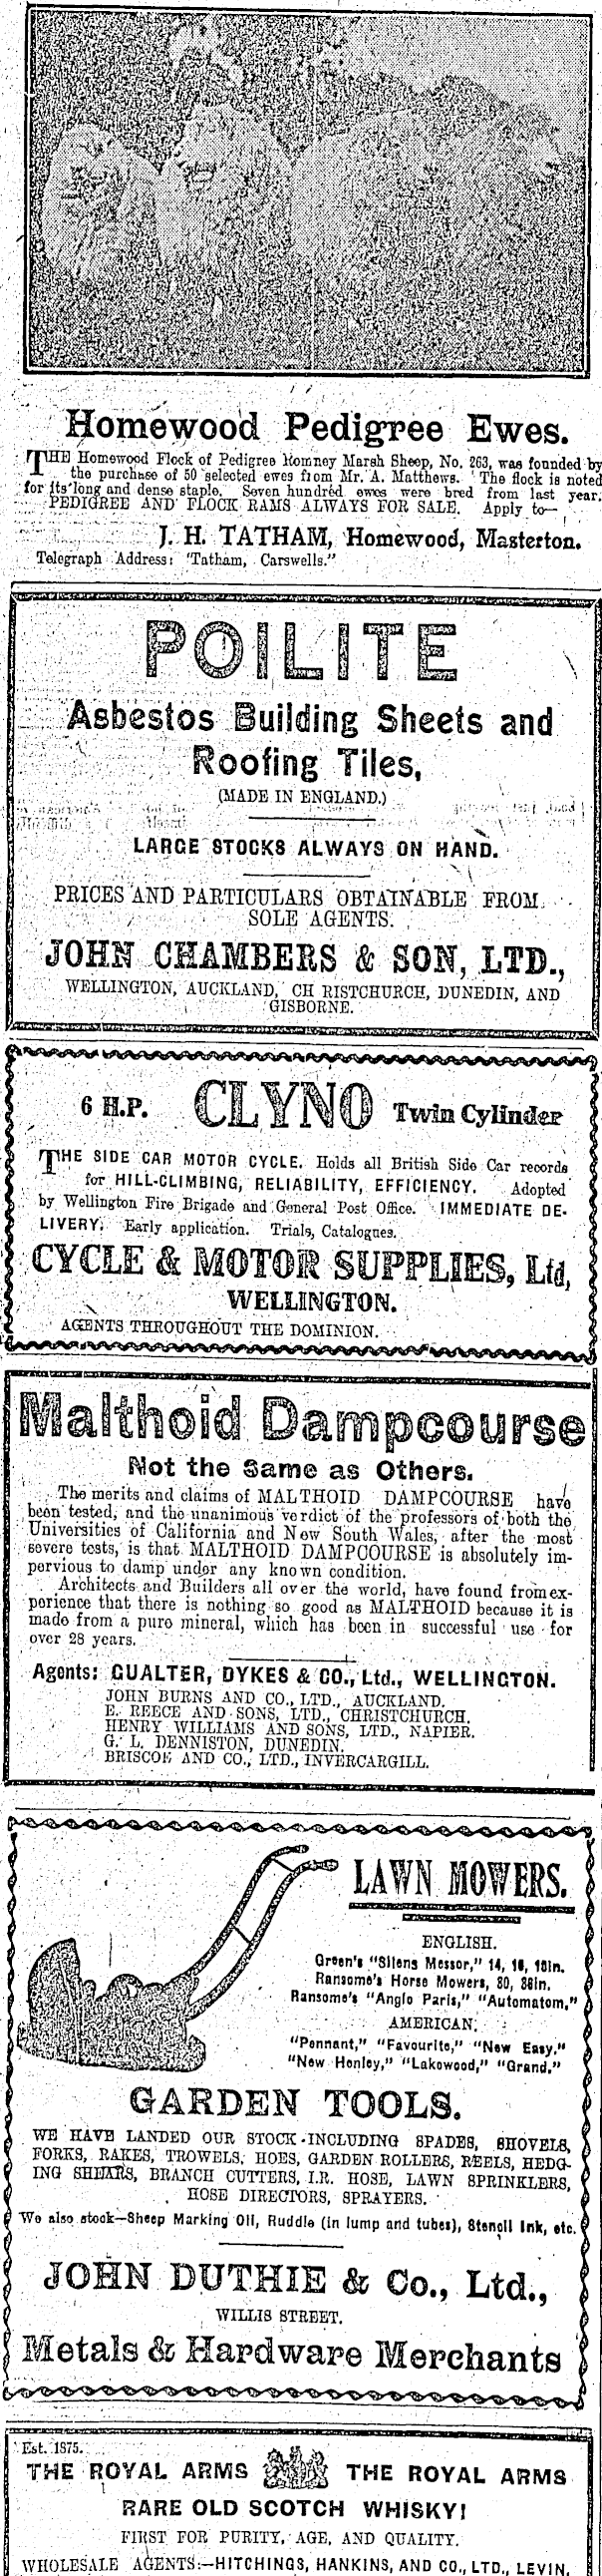 Homewood Pedigree Ewes.
THE Homewood Flock of Pedigree Romney Marsh Sheep, No. 263, was founded by
the purchase of 50 selected ewes from Mr. A. Matthews. The flock is noted
for its long and dense staple. Seven hundred ewes were bred from last year.
PEDIGREE AND FLOCK RAMS ALWAYS FOR SALE. Apply to—
J. H. TATHAM, Homewood, Masterton.
Telegraph Address: 'Tatham, Carswells."
POILITE
Asbestos Building Sheets and
Roofing Tiles,
(MADE IN ENGLAND.)
LARGE STOCKS ALWAYS ON HAND.
PRICES AND PARTICULARS OBTAINABLE FROM
SOLE AGENTS.
JOHN CHAMBERS & SON, LTD.,
WELLINGTON, AUCKLAND, CH RISTCHURCH, DUNEDIN, AND
GISBORNE.
6 H.P. CLYNO Twin Cylinder
THE SIDE CAR MOTOR CYCLE. Holds all British Side Car records
for HILL-CLIMBING, RELIABILITY, EFFICIENCY. Adopted
by Wellington Fire Brigade and General Post Office. IMMEDIATE DE-
LIVERY. Early application. Trials, Catalogues.
CYCLE & MOTOR SUPPLIES, Ltd,
WELLINGTON.
AGENTS THROUGHOUT THE DOMINION.
Malthoid Dampcourse
Not the Same as Others.
The merits and claims of MALTHOID DAMPCOURSE have
been tested, and the unanimous verdict of the professors of both the
Universities of California and New South Wales, after the most
severe tests, is that MALTHOID DAMPCOURSE is absolutely im-
pervious to damp under any known condition.
Architects and Builders all over the world, have found from ex-
perience that there is nothing so good as MALTHOID because it is
made from a pure mineral, which has been in successful use for
over 28 years.
Agents: GUALTER, DYKES & CO., Ltd., WELLINGTON.
JOHN BURNS AND CO., LTD., AUCKLAND.
E. REECE AND SONS, LTD., CHRISTCHURCH.
HENRY WILLIAMS AND SONS, LTD., NAPIER.
G. L. DENNISTON, DUNEDIN.
BRISCOE AND CO., LTD., INVERCARGILL.
LAWN MOWERS.
ENGLISH.
Green's "Silens Messor," 14, 16, 18in.
Ransome's Horse Mowers, 30, 36in.
Ransome's "Anglo Paris," "Automatom."
AMERICAN.
"Pennant," "Favourite," "New Easy,"
"New Henley," "Lakewood," "Grand."
GARDEN TOOLS.
WE HAVE LANDED OUR STOCK INCLUDING SPADES, SHOVELS,
FORKS, RAKES, TROWELS, HOES, GARDEN ROLLERS, REELS, HEDG-
ING SHEARS, BRANCH CUTTERS, I.R. HOSE, LAWN SPRINKLERS,
HOSE DIRECTORS, SPRAYERS.
We also stock—Sheep Marking Oil, Ruddle (in lump and tubes), Stencil Ink, etc.
JOHN DUTHIE & Co., Ltd.,
WILLIS STREET.
Metals & Hardware Merchants
Est. 1875.
THE ROYAL ARMS THE ROYAL ARMS
RARE OLD SCOTCH WHISKY!
FIRST FOR PURITY, AGE, AND QUALITY.
WHOLESALE AGENTS:—HITCHINGS, HANKINS, AND CO., LTD., LEVIN.